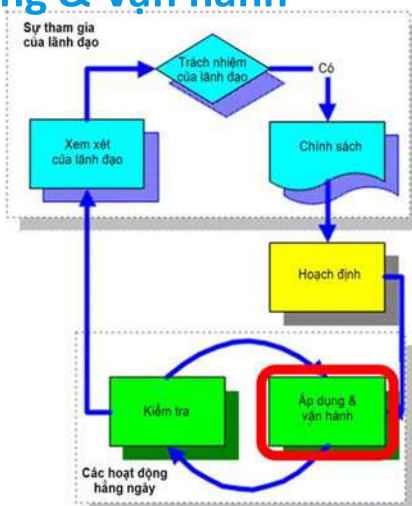 ng & vận hành
Sự tham gia
của lãnh đạo
Trách nhiệm
của lãnh đạo
Có
Xem xét
của lãnh đạo
Chính sách
Hoạch định
Kiểm tra
Áp dụng &
vận hành
Các hoạt động
hàng ngày